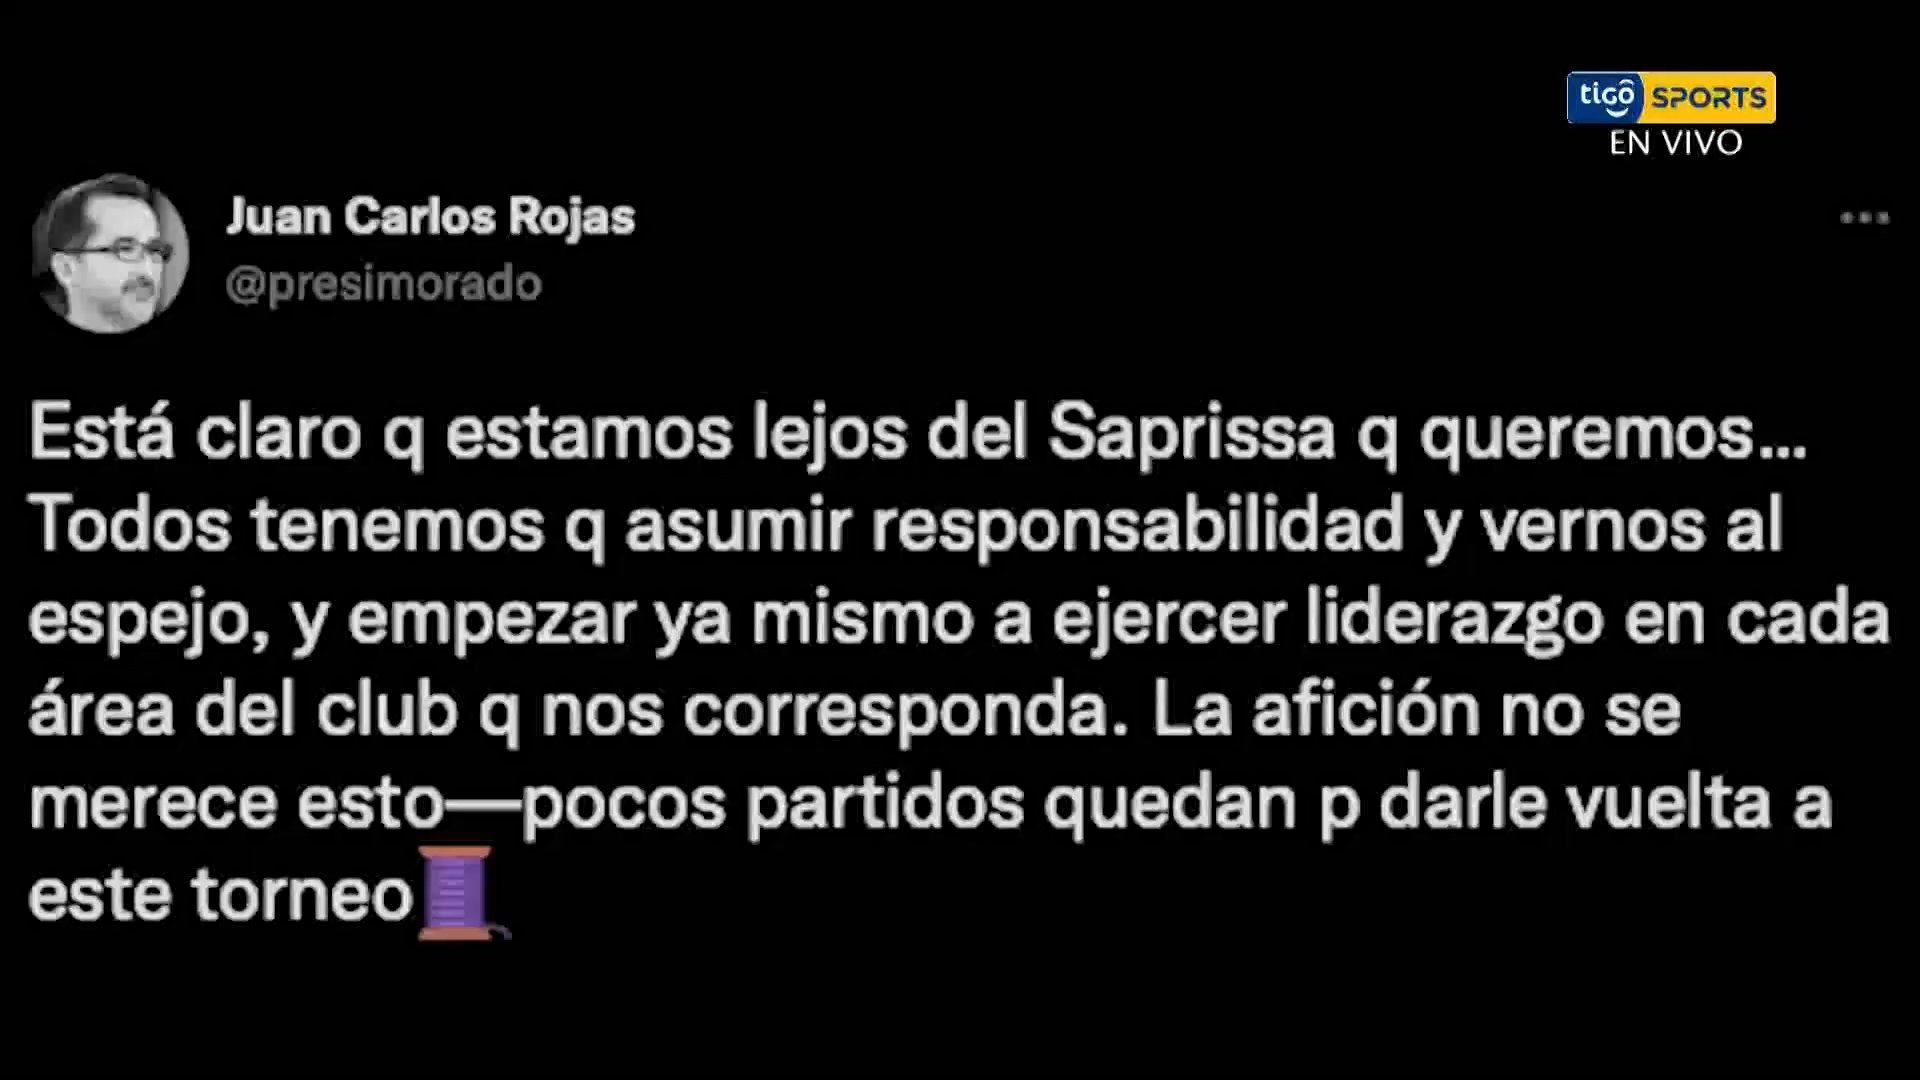 tigo SPORTS
EN VIVO
Juan Carlos Rojas
@presimorado
Está claro q estamos lejos del Saprissa q queremos...
Todos tenemos q asumir responsabilidad y vernos al
espejo, y empezar ya mismo a ejercer liderazgo en cada
área del club q nos corresponda. La afición no se
merece esto—pocos partidos quedan p darle vuelta a
este torneo